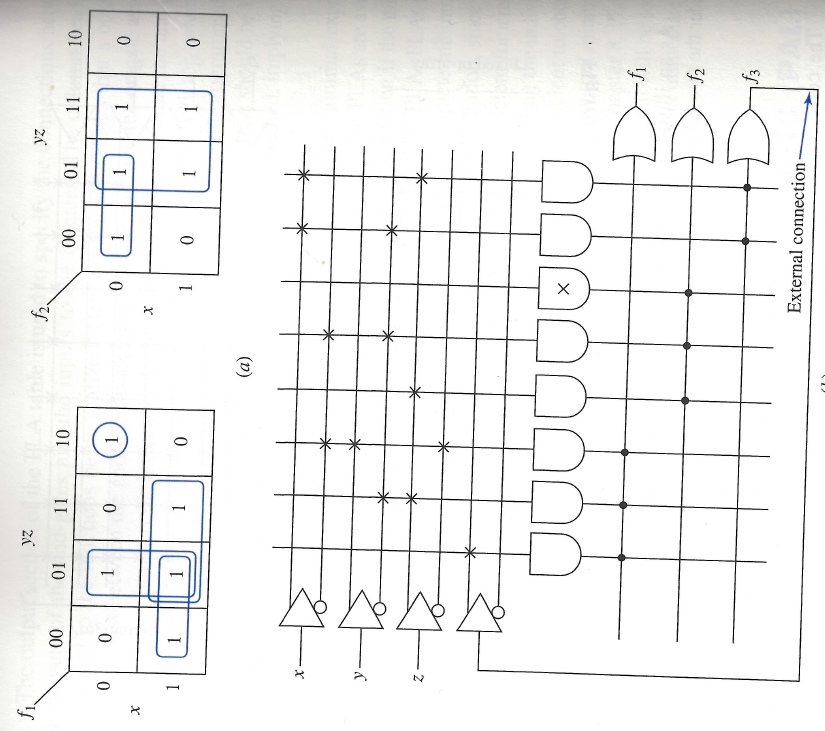 f1 yz
00 01 11 10
0 0 1 0 1
x
1 1 1 1 0
f2 yz
00 01 11 10
0 1 1 1 0
x
1 0 1 1 0
(a)
x
y
z
f1
f2
f3
External connection